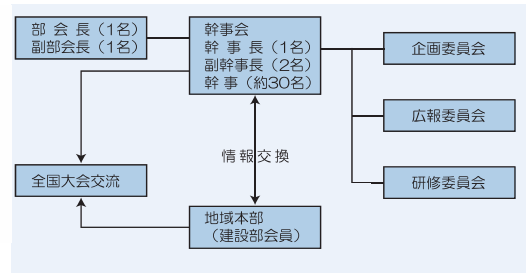 部会長（1名）
副部会長（1名）
幹事会
幹事長（1名）
副幹事長（2名）
幹事（約30名）
企画委員会
広報委員会
情報交換
全国大会交流
研修委員会
地域本部
（建設部会員）